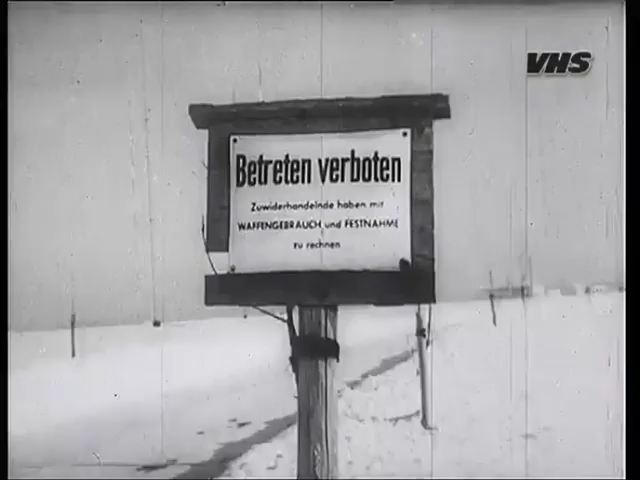 VHS
Betreten verboten
Zuwiderhandelnde haben mit
WAFFENGEBRAUCH und FESTNAHME
zu rechnen